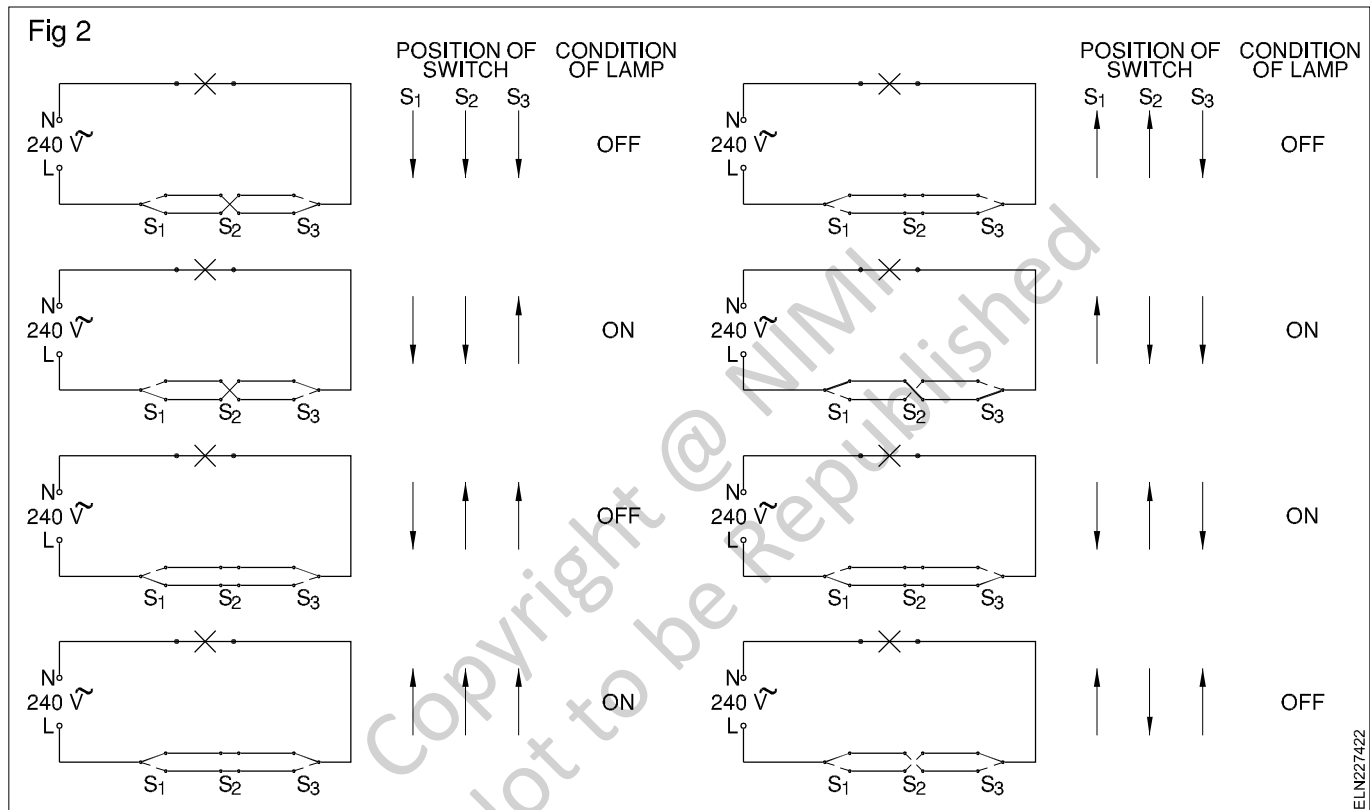 Fig 2
POSITION OF SWITCH CONDITION OF LAMP
S1 S2 S3
N
240 V~
L
S1 S2 S3
OFF
N
240 V~
L
S1 S2 S3
ON
N
240 V~
L
S1 S2 S3
OFF
N
240 V~
L
S1 S2 S3
ON
POSITION OF SWITCH CONDITION OF LAMP
S1 S2 S3
N
240 V~
L
S1 S2 S3
OFF
N
240 V~
L
S1 S2 S3
ON
N
240 V~
L
S1 S2 S3
ON
N
240 V~
L
S1 S2 S3
OFF
ELN227422
Copyright @ NIMI
Not to be Republished